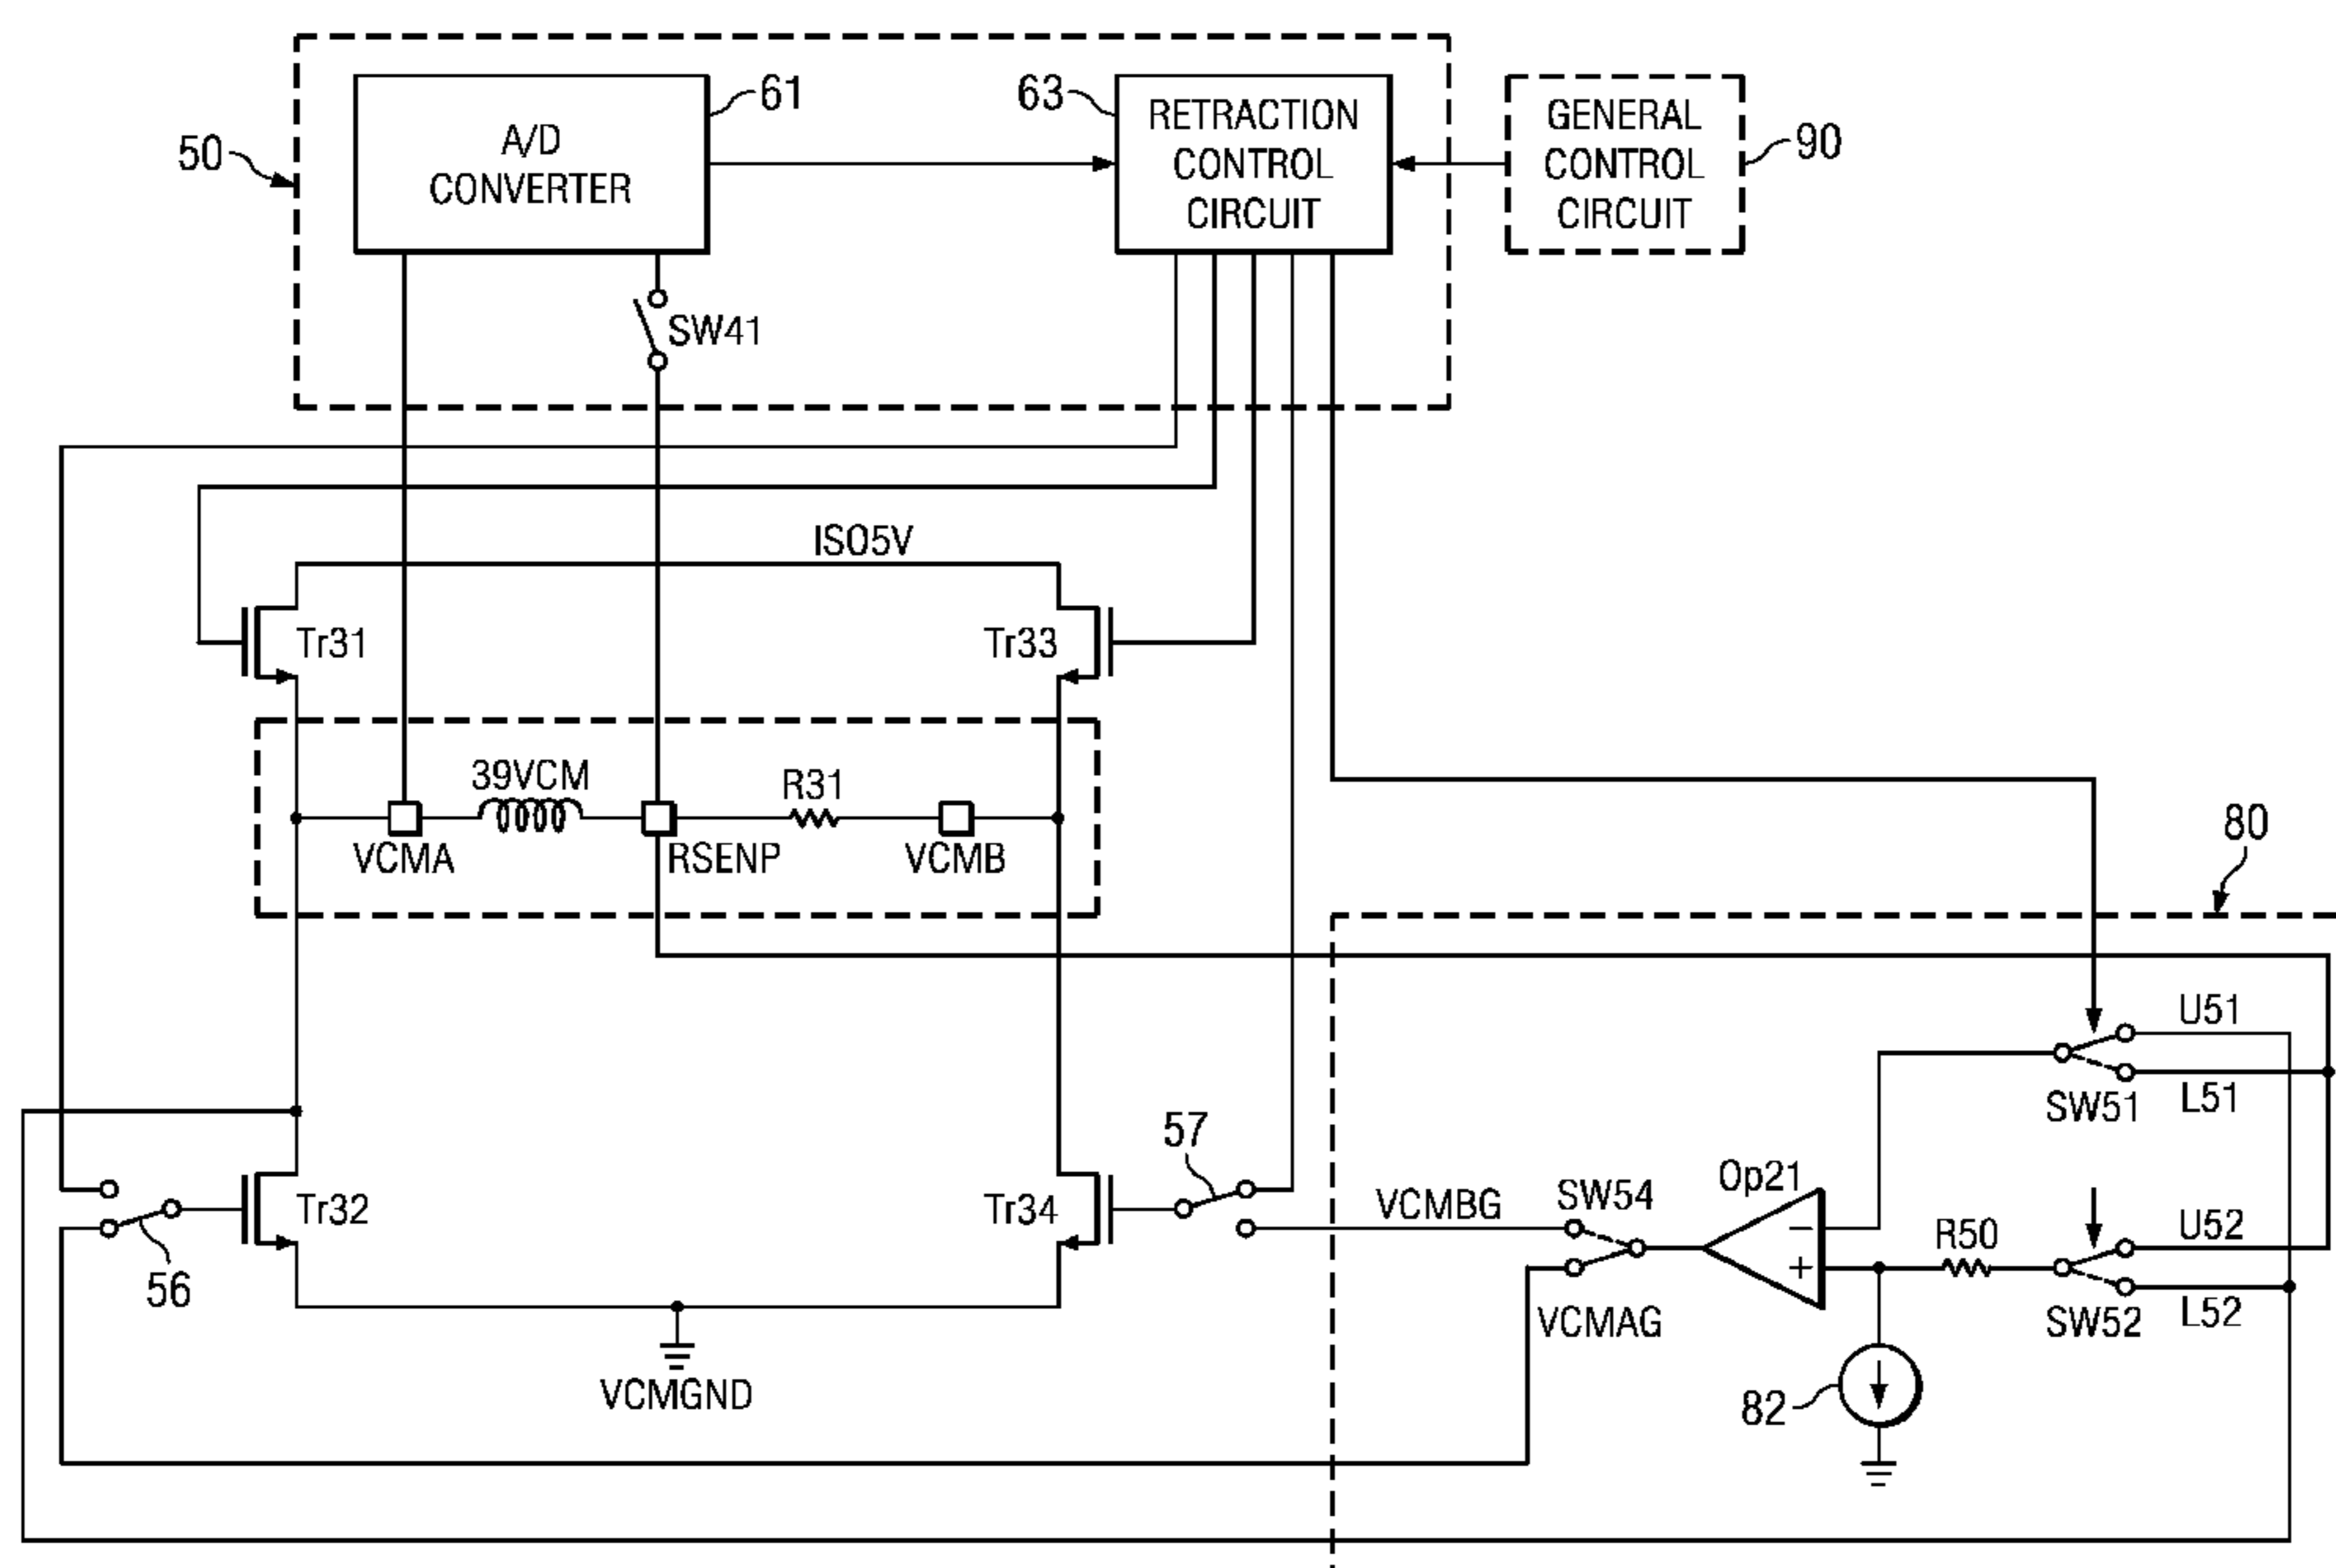 50
A/D
CONVERTER
61
63
RETRACTION
CONTROL
CIRCUIT
GENERAL
CONTROL
CIRCUIT
90
SW41
ISO5V
Tr31
Tr33
39VCM
R31
VCMA
RSENP
VCMB
80
U51
SW51
L51
57
Tr32
Tr34
56
VCMBG
SW54
Op21
−
+
R50
U52
SW52
L52
VCMAG
82
VCMGND